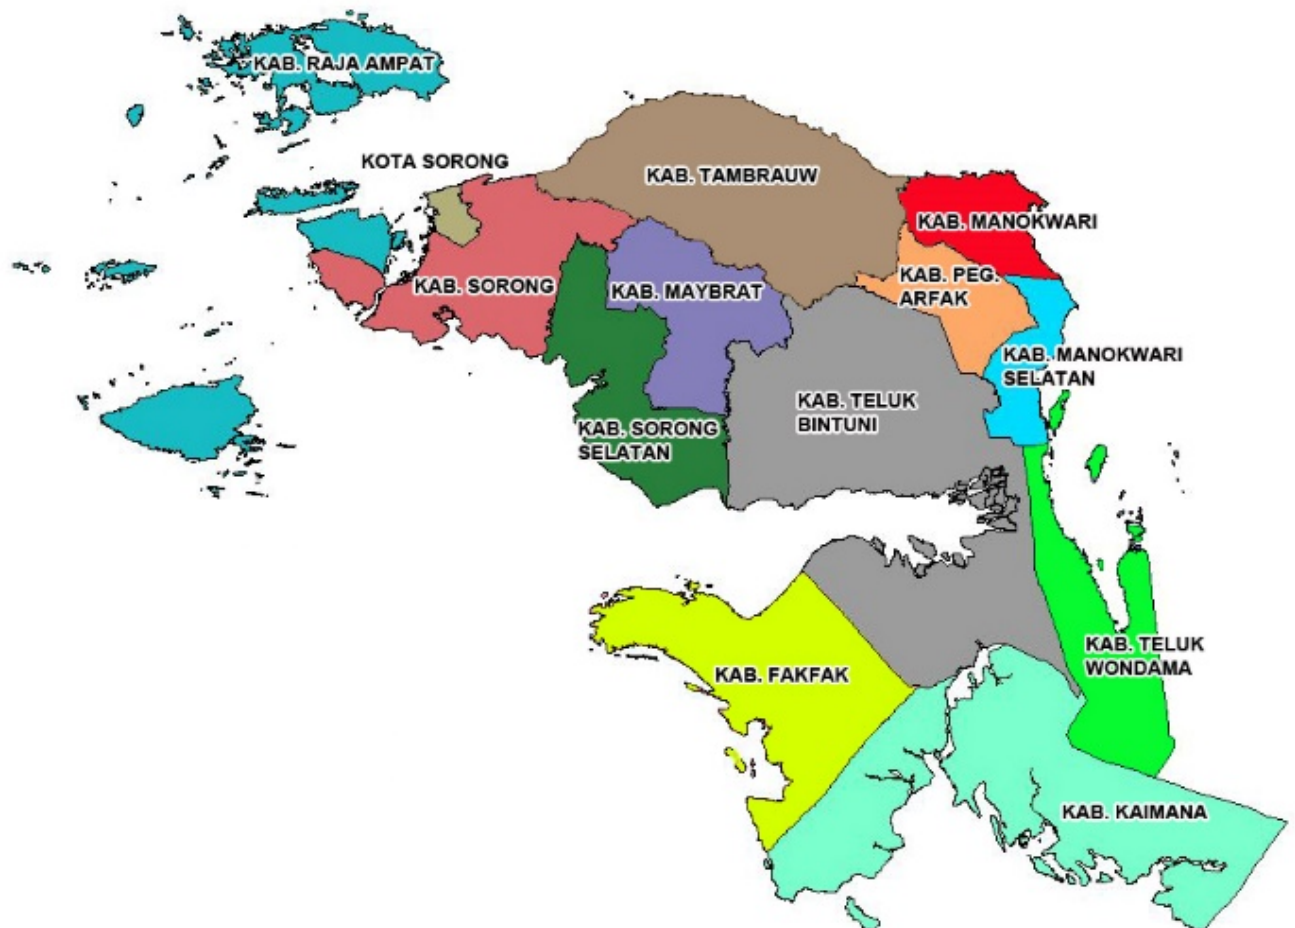 KAB. RAJA AMPAT
KOTA SORONG
KAB. TAMBRAUW
KAB. MANOKWARI
KAB. SORONG
KAB. MAYBRAT
KAB. PEG.
ARFAK
KAB. MANOKWARI
SELATAN
KAB. TELUK
BINTUNI
KAB. SORONG
SELATAN
KAB. TELUK
WONDAMA
KAB. FAKFAK
KAB. KAIMANA